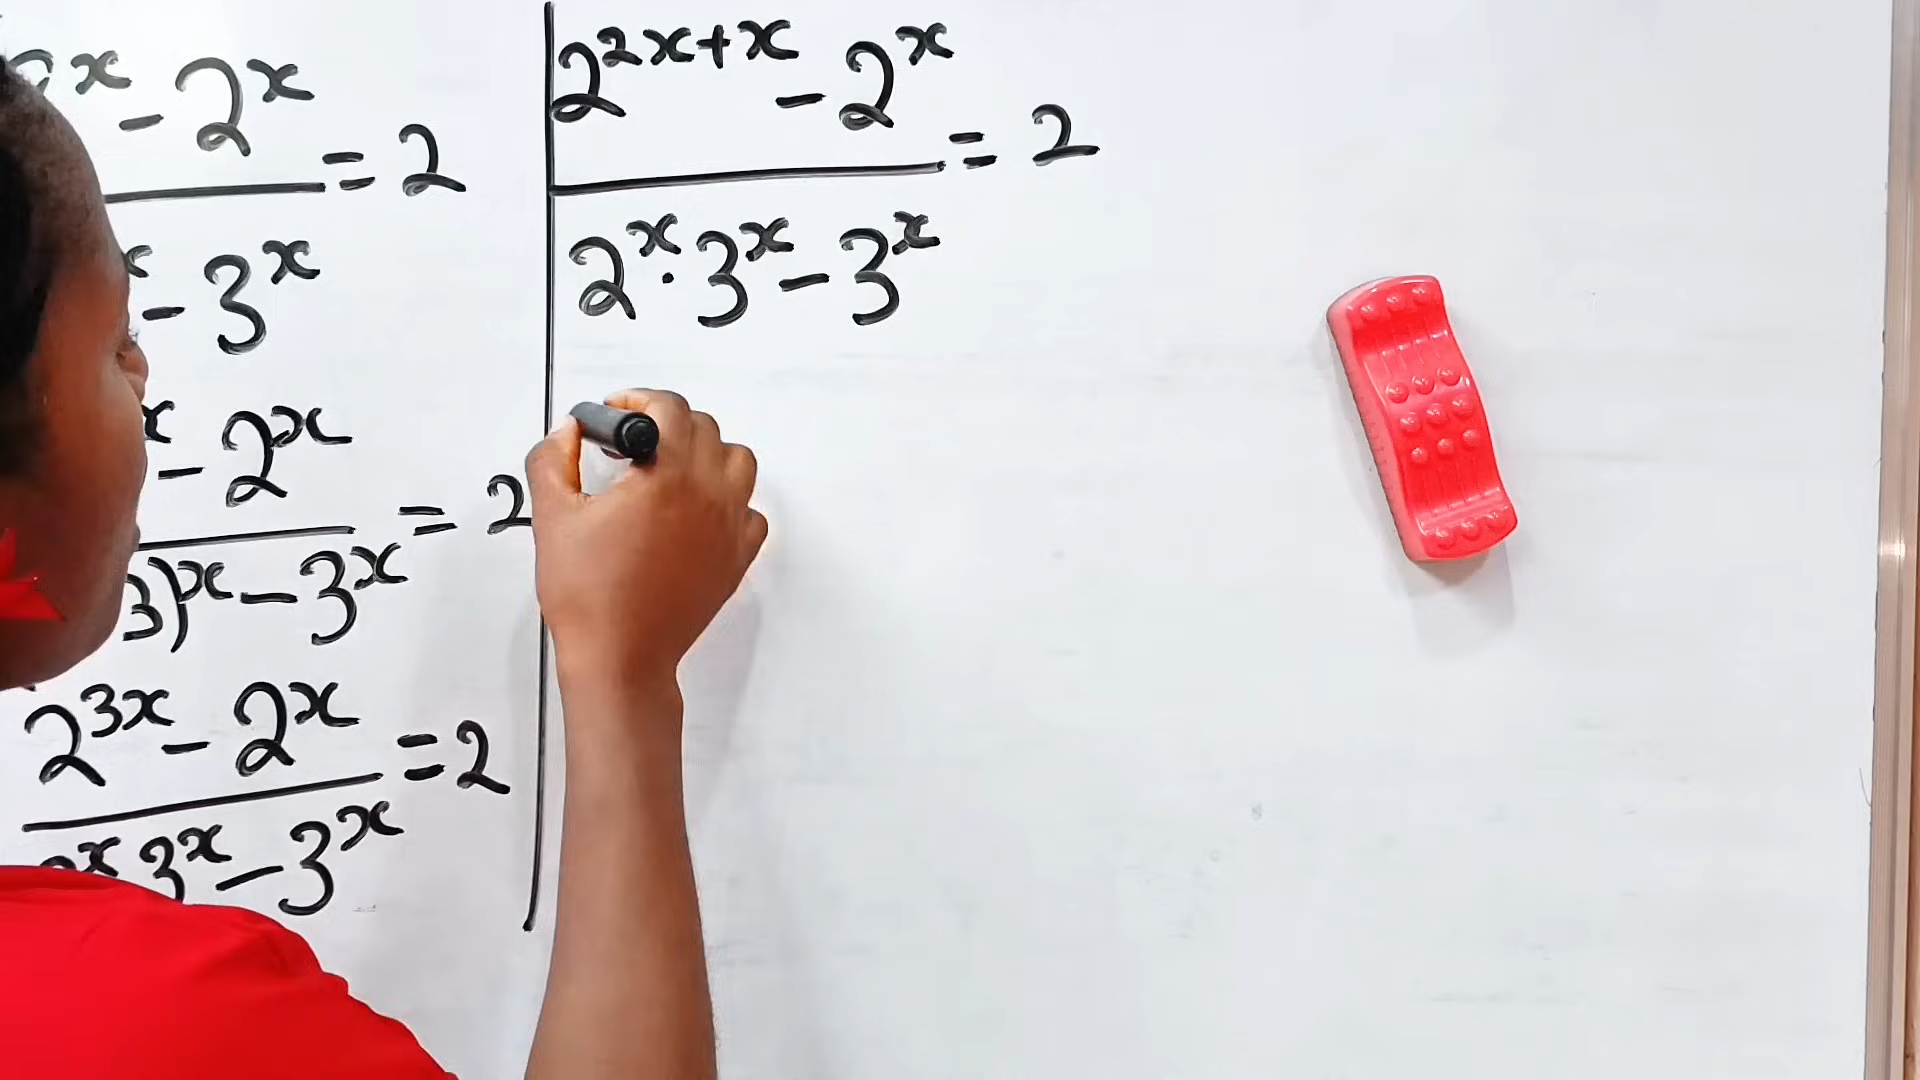 x - 2^x
= 2
- 3^x
x - 2^x
= 2
3)^x - 3^x
2^3x - 2^x
= 2
x 3^x - 3^x
2^2x+x - 2^x
= 2
2^x · 3^x - 3^x